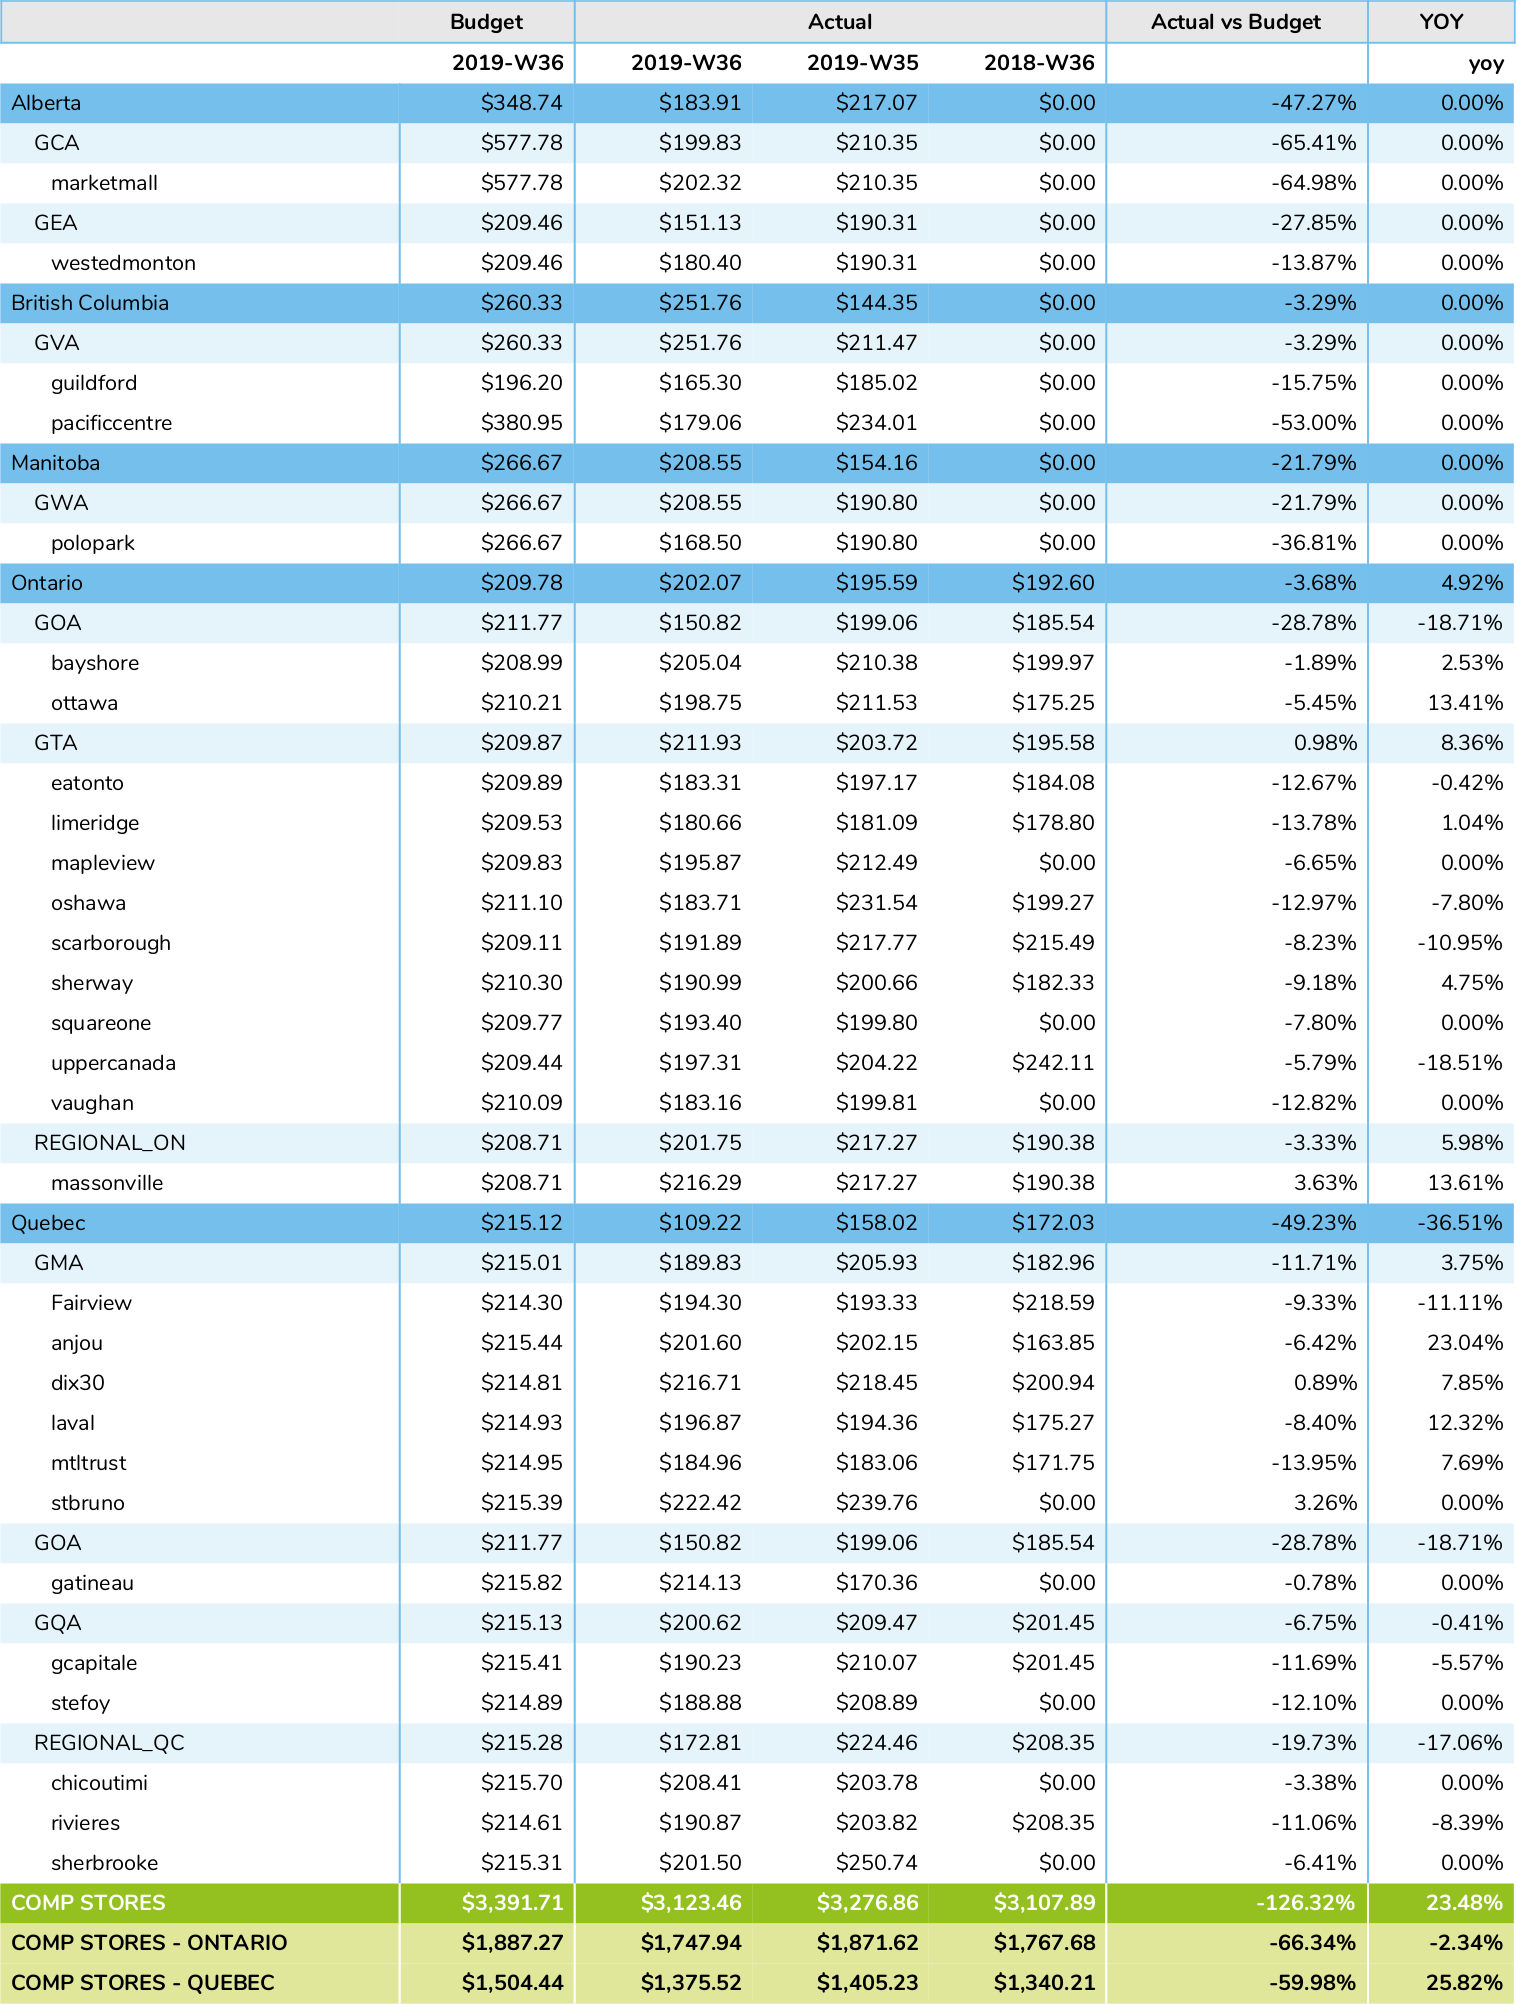 Budget Actual Actual vs Budget YOY
2019-W36 2019-W36 2019-W35 2018-W36 yoy
Alberta $348.74 $183.91 $217.07 $0.00 -47.27% 0.00%
GCA $577.78 $199.83 $210.35 $0.00 -65.41% 0.00%
marketmall $577.78 $202.32 $210.35 $0.00 -64.98% 0.00%
GEA $209.46 $151.13 $190.31 $0.00 -27.85% 0.00%
westedmonton $209.46 $180.40 $190.31 $0.00 -13.87% 0.00%
British Columbia $260.33 $251.76 $144.35 $0.00 -3.29% 0.00%
GVA $260.33 $251.76 $211.47 $0.00 -3.29% 0.00%
guildford $196.20 $165.30 $185.02 $0.00 -15.75% 0.00%
pacificcentre $380.95 $179.06 $234.01 $0.00 -53.00% 0.00%
Manitoba $266.67 $208.55 $154.16 $0.00 -21.79% 0.00%
GWA $266.67 $208.55 $190.80 $0.00 -21.79% 0.00%
polopark $266.67 $168.50 $190.80 $0.00 -36.81% 0.00%
Ontario $209.78 $202.07 $195.59 $192.60 -3.68% 4.92%
GOA $211.77 $150.82 $199.06 $185.54 -28.78% -18.71%
bayshore $208.99 $205.04 $210.38 $199.97 -1.89% 2.53%
ottawa $210.21 $198.75 $211.53 $175.25 -5.45% 13.41%
GTA $209.87 $211.93 $203.72 $195.58 0.98% 8.36%
eatonto $209.89 $183.31 $197.17 $184.08 -12.67% -0.42%
limeridge $209.53 $180.66 $181.09 $178.80 -13.78% 1.04%
mapleview $209.83 $195.87 $212.49 $0.00 -6.65% 0.00%
oshawa $211.10 $183.71 $231.54 $199.27 -12.97% -7.80%
scarborough $209.11 $191.89 $217.77 $215.49 -8.23% -10.95%
sherway $210.30 $190.99 $200.66 $182.33 -9.18% 4.75%
squareone $209.77 $193.40 $199.80 $0.00 -7.80% 0.00%
uppercanada $209.44 $197.31 $204.22 $242.11 -5.79% -18.51%
vaughan $210.09 $183.16 $199.81 $0.00 -12.82% 0.00%
REGIONAL_ON $208.71 $201.75 $217.27 $190.38 -3.33% 5.98%
massonville $208.71 $216.29 $217.27 $190.38 3.63% 13.61%
Quebec $215.12 $109.22 $158.02 $172.03 -49.23% -36.51%
GMA $215.01 $189.83 $205.93 $182.96 -11.71% 3.75%
Fairview $214.30 $194.30 $193.33 $218.59 -9.33% -11.11%
anjou $215.44 $201.60 $202.15 $163.85 -6.42% 23.04%
dix30 $214.81 $216.71 $218.45 $200.94 0.89% 7.85%
laval $214.93 $196.87 $194.36 $175.27 -8.40% 12.32%
mtltrust $214.95 $184.96 $183.06 $171.75 -13.95% 7.69%
stbruno $215.39 $222.42 $239.76 $0.00 3.26% 0.00%
GOA $211.77 $150.82 $199.06 $185.54 -28.78% -18.71%
gatineau $215.82 $214.13 $170.36 $0.00 -0.78% 0.00%
GQA $215.13 $200.62 $209.47 $201.45 -6.75% -0.41%
gcapitale $215.41 $190.23 $210.07 $201.45 -11.69% -5.57%
stefoy $214.89 $188.88 $208.89 $0.00 -12.10% 0.00%
REGIONAL_QC $215.28 $172.81 $224.46 $208.35 -19.73% -17.06%
chicoutimi $215.70 $208.41 $203.78 $0.00 -3.38% 0.00%
rivieres $214.61 $190.87 $203.82 $208.35 -11.06% -8.39%
sherbrooke $215.31 $201.50 $250.74 $0.00 -6.41% 0.00%
COMP STORES $3,391.71 $3,123.46 $3,276.86 $3,107.89 -126.32% 23.48%
COMP STORES - ONTARIO $1,887.27 $1,747.94 $1,871.62 $1,767.68 -66.34% -2.34%
COMP STORES - QUEBEC $1,504.44 $1,375.52 $1,405.23 $1,340.21 -59.98% 25.82%